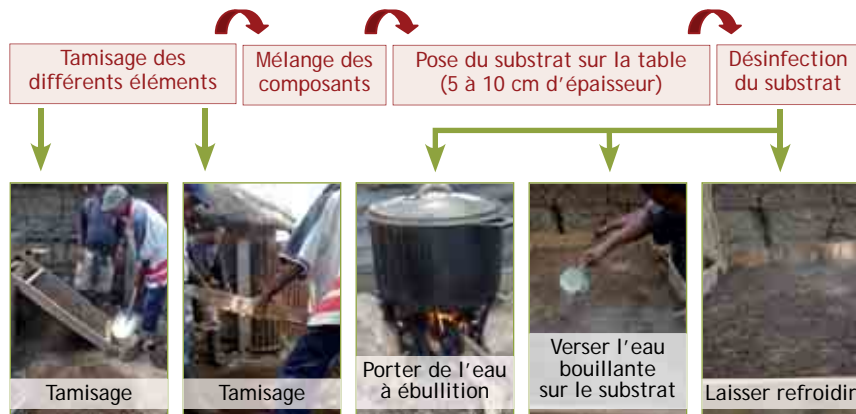 Tamisage des
différents éléments
Mélange des
composants
Pose du substrat sur la table
(5 à 10 cm d'épaisseur)
Désinfection
du substrat
Tamisage
Tamisage
Porter de l'eau
à ébullition
Verser l'eau
bouillante
sur le substrat
Laisser refroidir